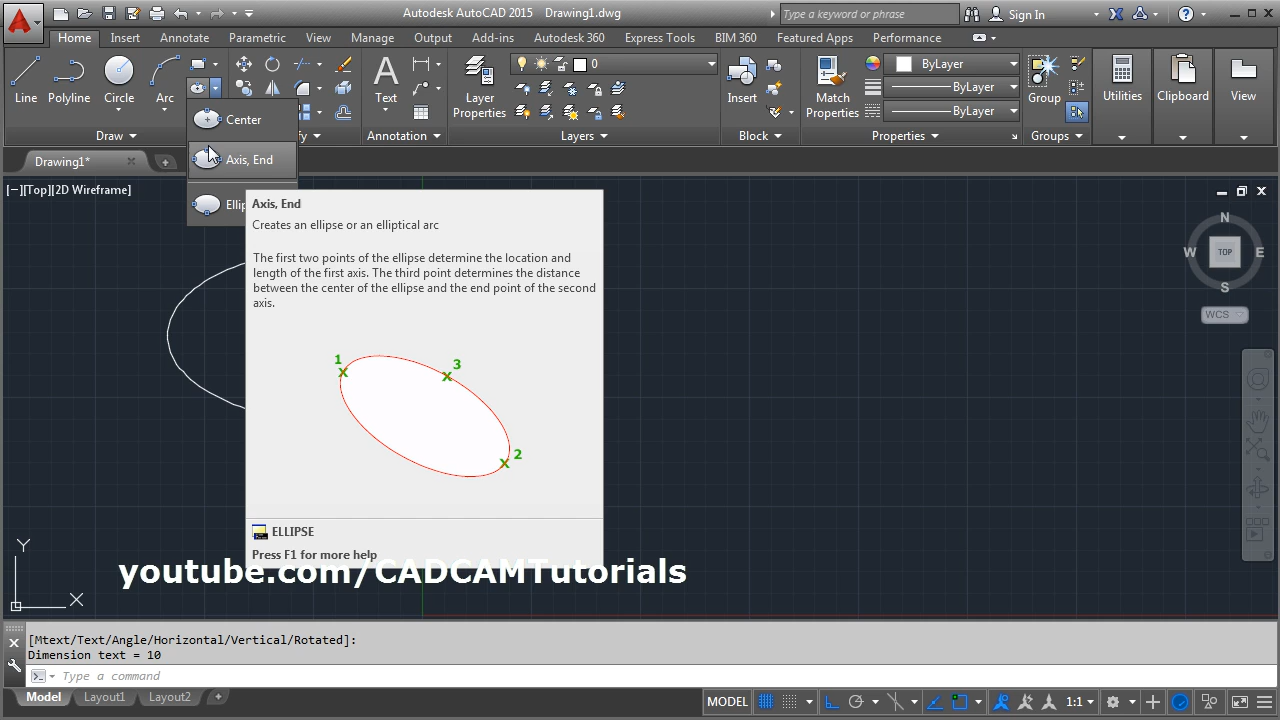 Autodesk AutoCAD 2015 Drawing1.dwg
Type a keyword or phrase
Sign In
Home Insert Annotate Parametric View Manage Output Add-ins Autodesk 360 Express Tools BIM 360 Featured Apps Performance
Line Polyline Circle Arc
Text
Layer Properties
0
Insert
Match Properties
ByLayer
ByLayer
ByLayer
Group
Utilities
Clipboard
View
Draw
Annotation
Layers
Block
Properties
Groups
Center
Axis, End
Drawing1*
[−][Top][2D Wireframe]
Axis, End
Creates an ellipse or an elliptical arc
The first two points of the ellipse determine the location and
length of the first axis. The third point determines the distance
between the center of the ellipse and the end point of the second
axis.
1
3
2
ELLIPSE
Press F1 for more help
N
W TOP E
S
WCS
Y
X
youtube.com/CADCAMTutorials
[Mtext/Text/Angle/Horizontal/Vertical/Rotated]:
Dimension text = 10
Type a command
Model Layout1 Layout2
MODEL
1:1